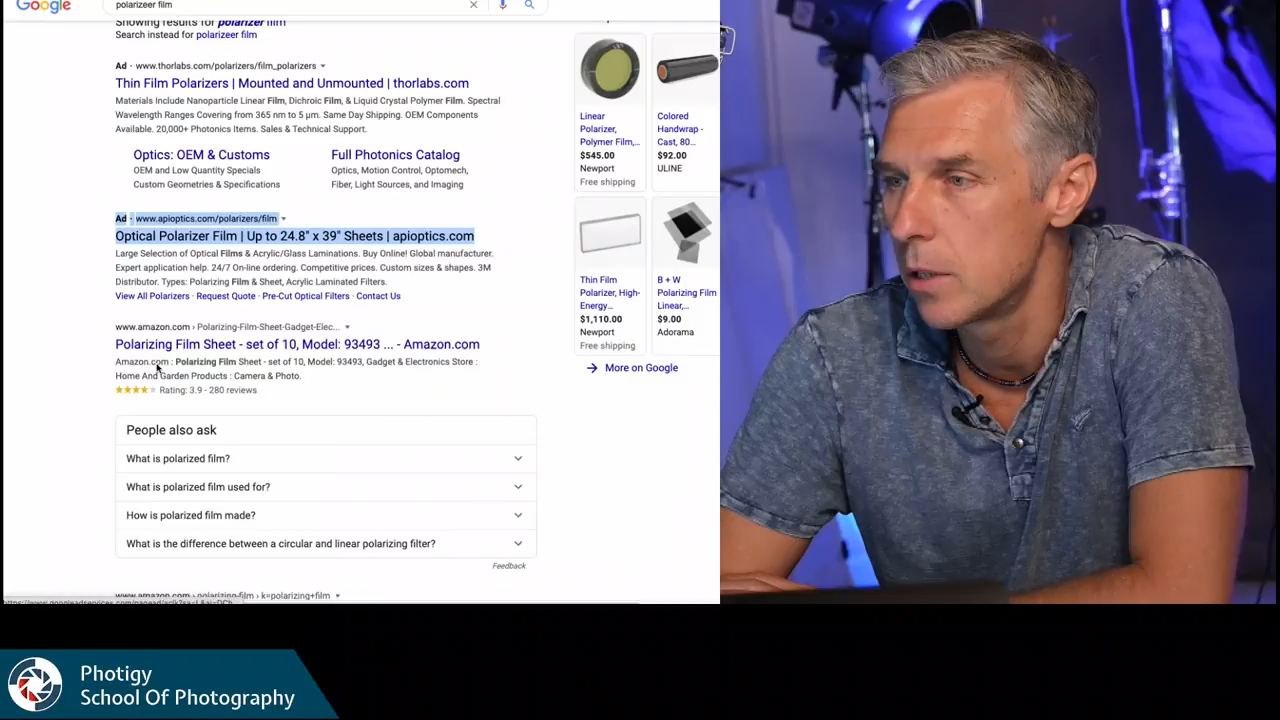 Google
polarizeer film
Showing results for polarizer film
Search instead for polarizeer film
Ad · www.thorlabs.com/polarizers/film_polarizers
Thin Film Polarizers | Mounted and Unmounted | thorlabs.com
Materials Include Nanoparticle Linear Film, Dichroic Film, & Liquid Crystal Polymer Film. Spectral
Wavelength Ranges Covering from 365 nm to 5 µm. Same Day Shipping. OEM Components
Available. 20,000+ Photonics Items. Sales & Technical Support.
Optics: OEM & Customs
OEM and Low Quantity Specials
Custom Geometries & Specifications
Full Photonics Catalog
Optics, Motion Control, Optomech,
Fiber, Light Sources, and Imaging
Ad · www.apioptics.com/polarizers/film
Optical Polarizer Film | Up to 24.8" x 39" Sheets | apioptics.com
Large Selection of Optical Films & Acrylic/Glass Laminations. Buy Online! Global manufacturer.
Expert application help. 24/7 On-line ordering. Competitive prices. Custom sizes & shapes. 3M
Distributor. Types: Polarizing Film & Sheet, Acrylic Laminated Filters.
View All Polarizers · Request Quote · Pre-Cut Optical Filters · Contact Us
www.amazon.com › Polarizing-Film-Sheet-Gadget-Elec...
Polarizing Film Sheet - set of 10, Model: 93493 ... - Amazon.com
Amazon.com : Polarizing Film Sheet - set of 10, Model: 93493, Gadget & Electronics Store :
Home And Garden Products : Camera & Photo.
Rating: 3.9 - 280 reviews
People also ask
What is polarized film?
What is polarized film used for?
How is polarized film made?
What is the difference between a circular and linear polarizing filter?
Feedback
www.amazon.com › polarizing-film › k=polarizing+film
Linear
Polarizer,
Polymer Film,...
$545.00
Newport
Free shipping
Colored
Handwrap -
Cast, 80...
$92.00
ULINE
Thin Film
Polarizer, High-
Energy...
$1,110.00
Newport
Free shipping
B + W
Polarizing Film
Linear,...
$9.00
Adorama
More on Google
Photigy
School Of Photography